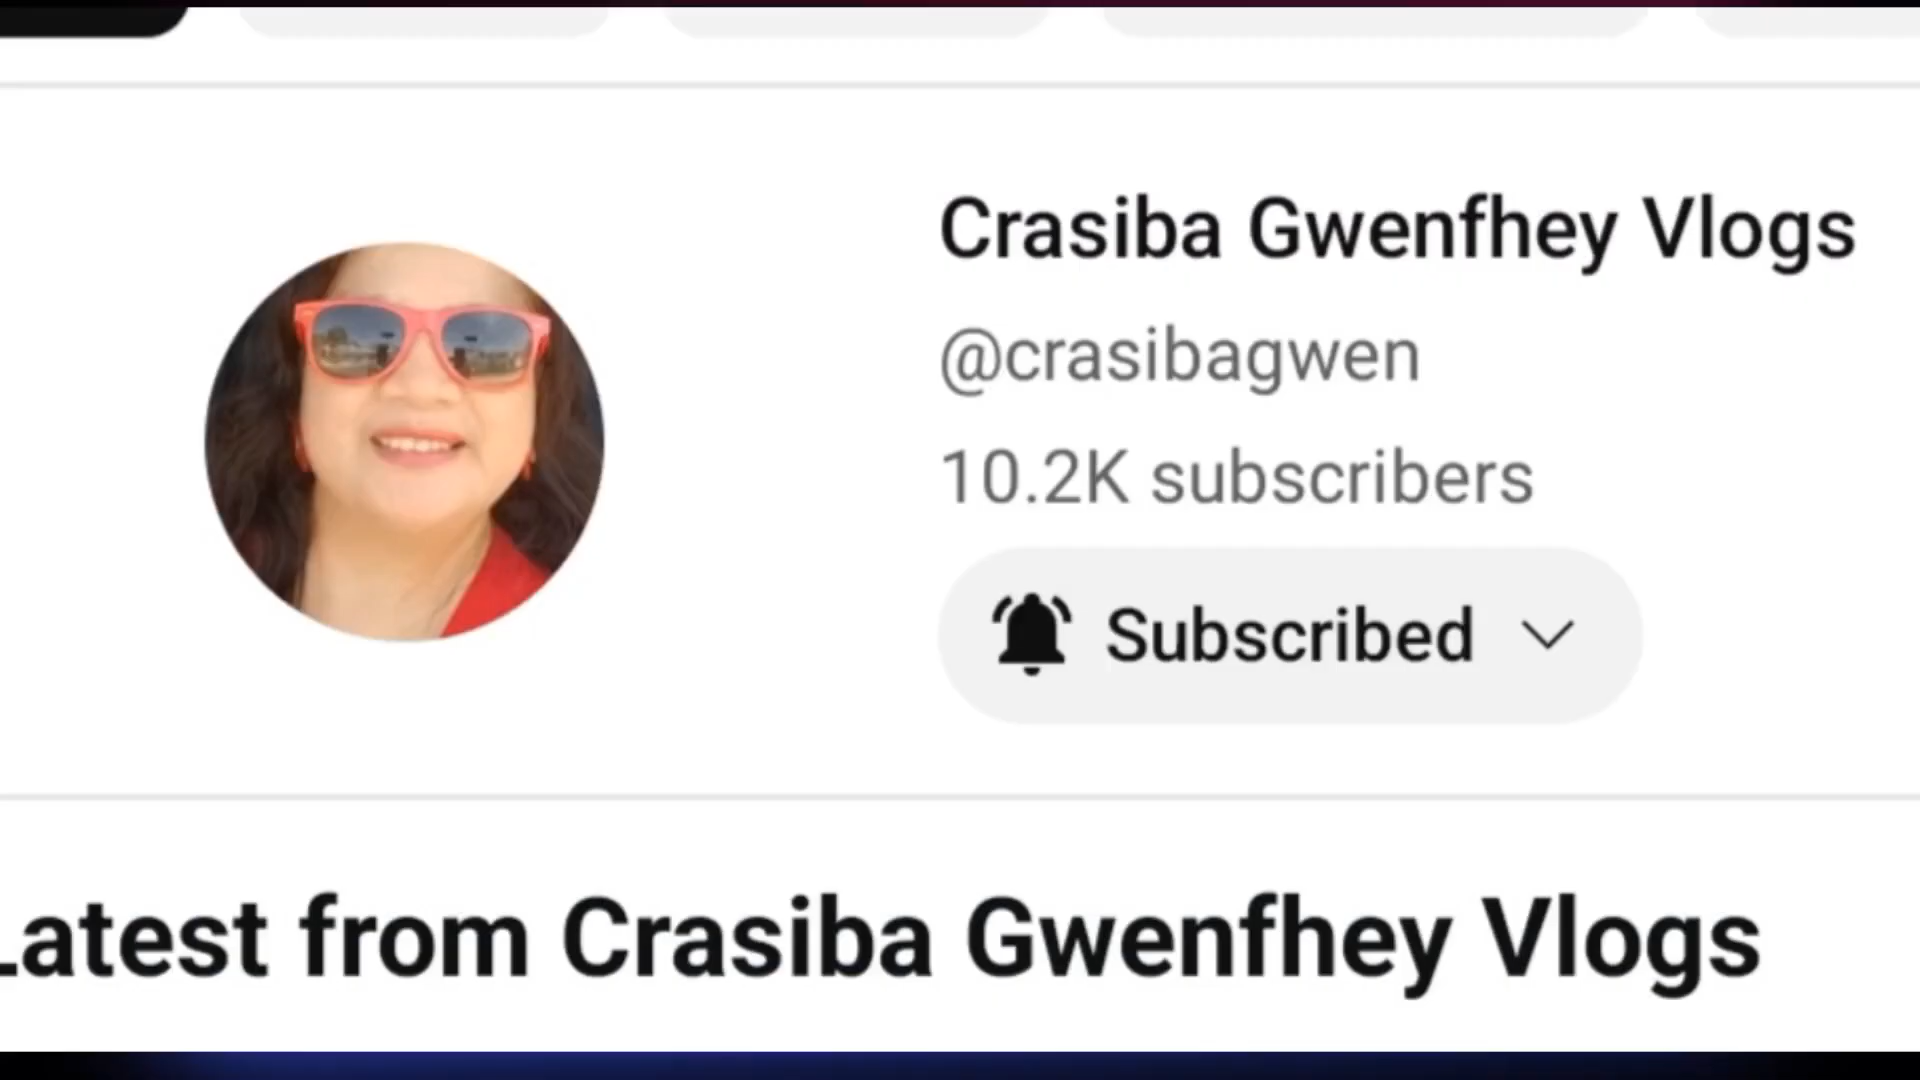 Crasiba Gwenfhey Vlogs
@crasibagwen
10.2K subscribers
Subscribed
Latest from Crasiba Gwenfhey Vlogs